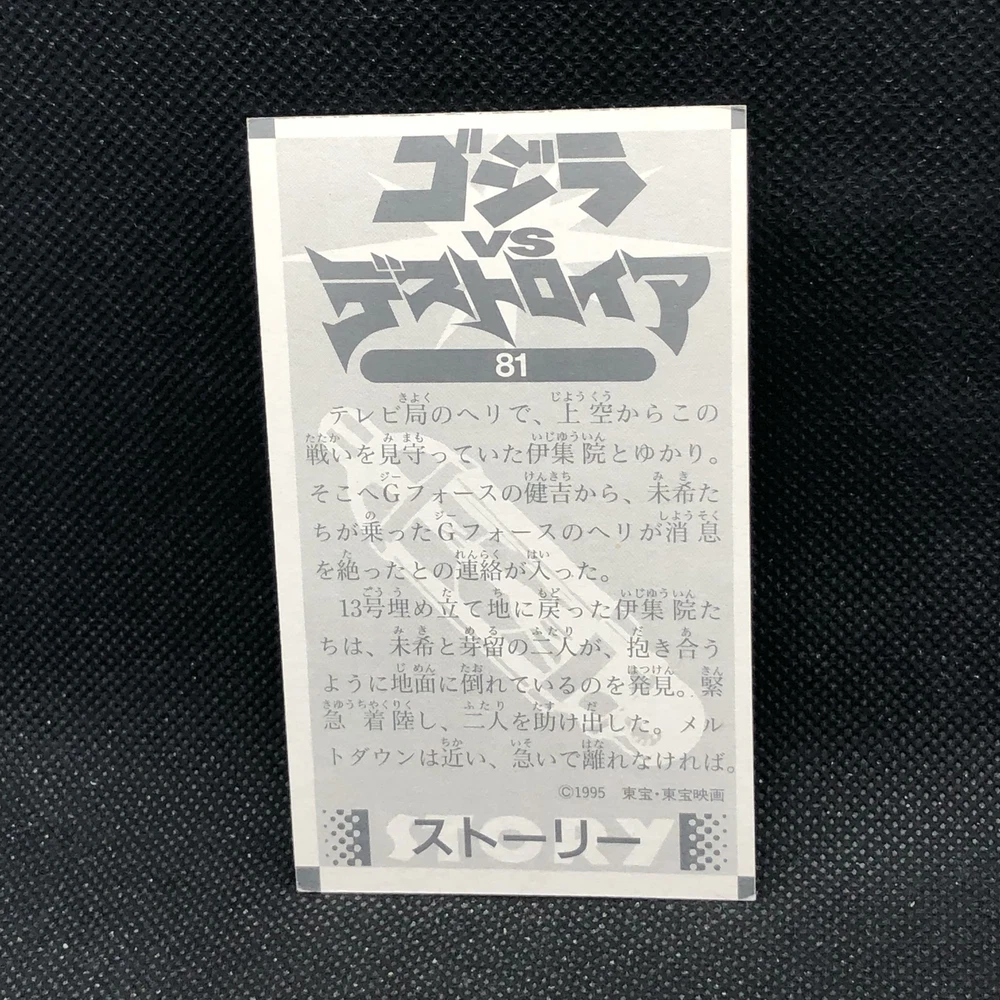 ゴジラ
VS
デストロイア
81
テレビ局のヘリで、上空からこの
戦いを見守っていた伊集院とゆかり。
そこへGフォースの健吉から、未希た
ちが乗ったGフォースのヘリが消息
を絶ったとの連絡が入った。
13号埋め立て地に戻った伊集院た
ちは、未希と芽留の二人が、抱き合う
ように地面に倒れているのを発見。緊
急着陸し、二人を助け出した。メル
トダウンは近い、急いで離れなければ。
©1995 東宝・東宝映画
STORY
ストーリー